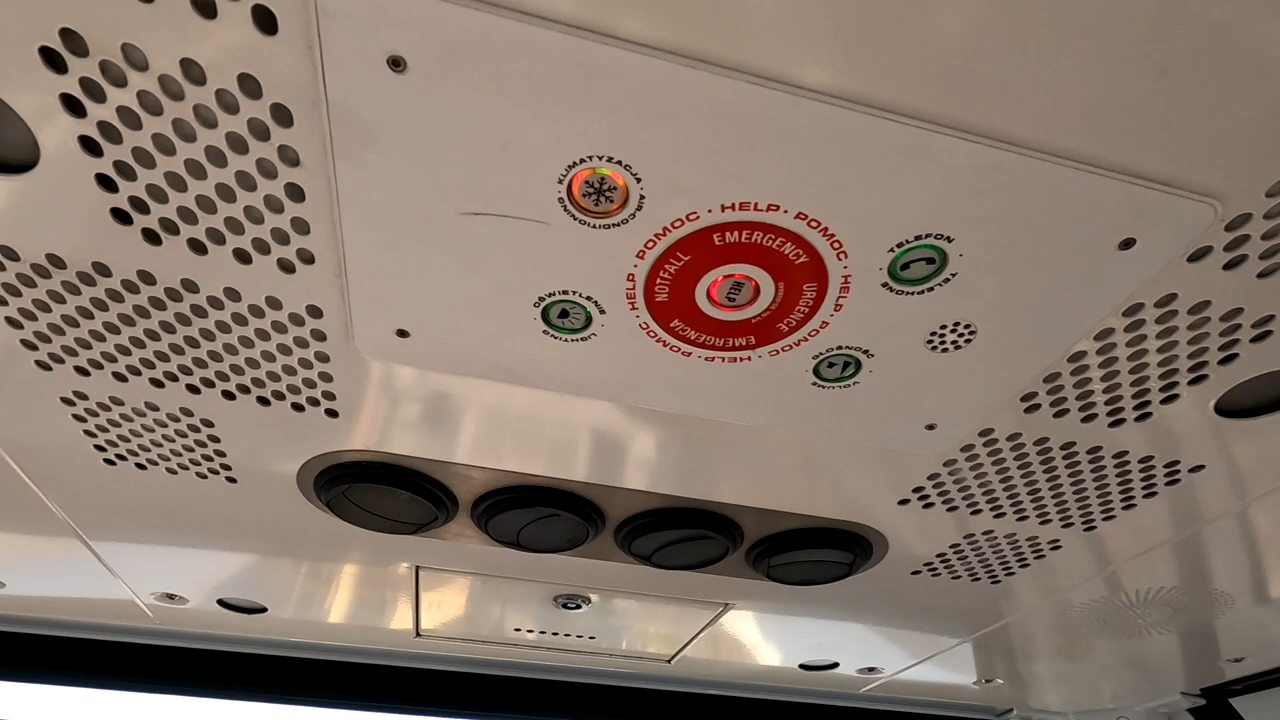 KLIMATYZACJA · AIR-CONDITIONING ·
POMOC · HELP · POMOC · HELP · POMOC · HELP · POMOC · HELP ·
EMERGENCY
NOTFALL
URGENCE
EMERGENCIA
HELP
TELEFON ·
TELEPHONE ·
OŚWIETLENIE ·
LIGHTING ·
GŁOŚNOŚĆ ·
VOLUME ·